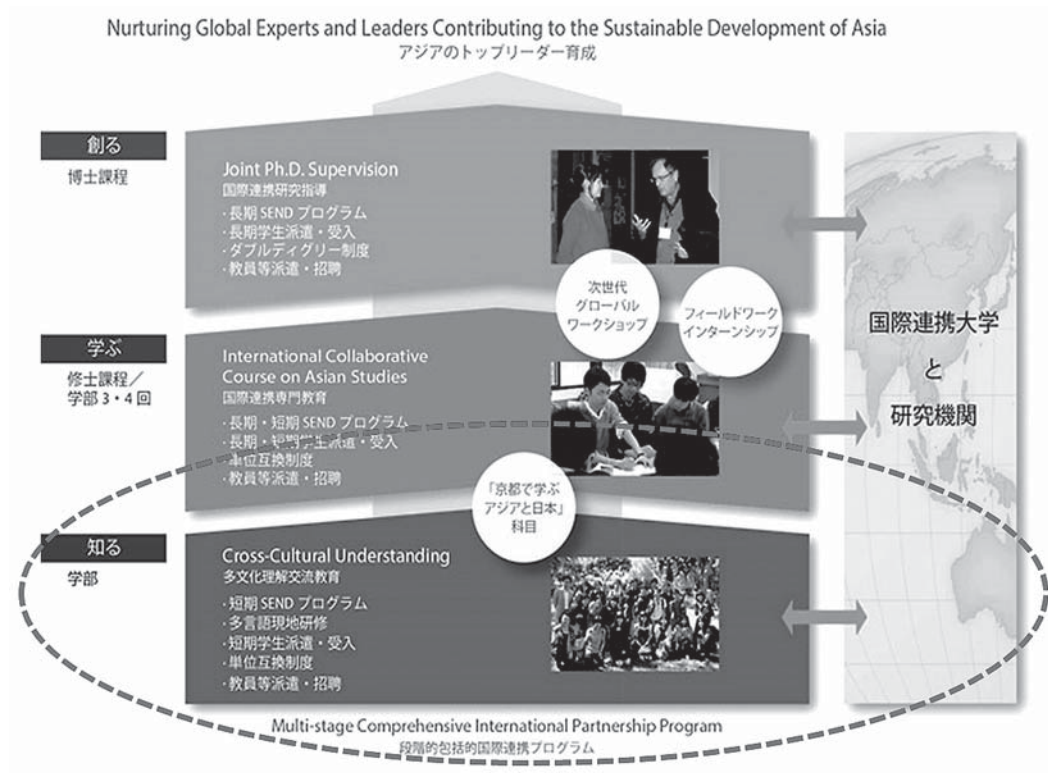 Nurturing Global Experts and Leaders Contributing to the Sustainable Development of Asia
アジアのトップリーダー育成
創る
博士課程
Joint Ph.D. Supervision
国際連携研究指導
・長期 SEND プログラム
・長期学生派遣・受入
・ダブルディグリー制度
・教員等派遣・招聘
次世代
グローバル
ワークショップ
フィールドワーク
インターンシップ
学ぶ
修士課程／
学部 3・4 回
International Collaborative
Course on Asian Studies
国際連携専門教育
・長期・短期 SEND プログラム
・長期・短期学生派遣・受入
・単位互換制度
・教員等派遣・招聘
「京都で学ぶ
アジアと日本」
科目
知る
学部
Cross-Cultural Understanding
多文化理解交流教育
・短期 SEND プログラム
・多言語現地研修
・短期学生派遣・受入
・単位互換制度
・教員等派遣・招聘
国際連携大学
と
研究機関
Multi-stage Comprehensive International Partnership Program
段階的包括的国際連携プログラム